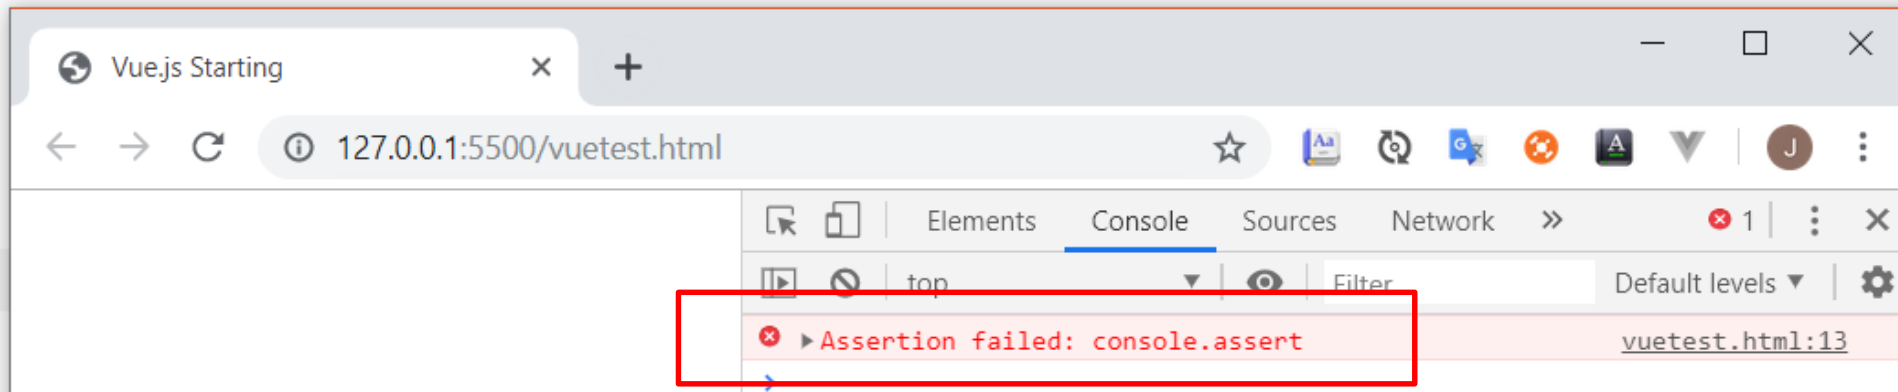 Vue.js Starting
127.0.0.1:5500/vuetest.html
Aa
G
A
J
Elements Console Sources Network 1
top Filter Default levels
Assertion failed: console.assert vuetest.html:13